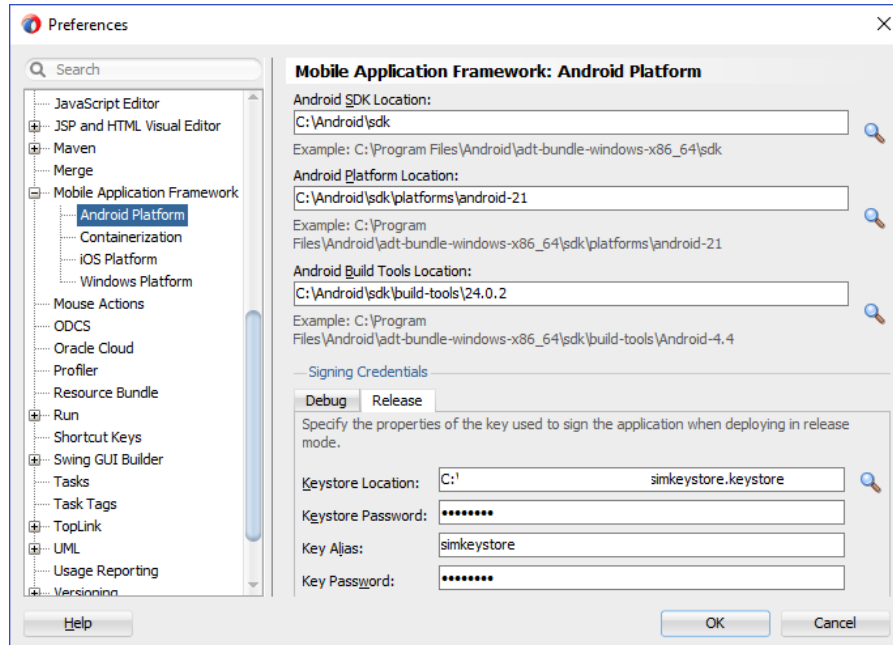 Preferences
Search
JavaScript Editor
JSP and HTML Visual Editor
Maven
Merge
Mobile Application Framework
Android Platform
Containerization
iOS Platform
Windows Platform
Mouse Actions
ODCS
Oracle Cloud
Profiler
Resource Bundle
Run
Shortcut Keys
Swing GUI Builder
Tasks
Task Tags
TopLink
UML
Usage Reporting
Versioning
Mobile Application Framework: Android Platform
Android SDK Location:
C:\Android\sdk
Example: C:\Program Files\Android\adt-bundle-windows-x86_64\sdk
Android Platform Location:
C:\Android\sdk\platforms\android-21
Example: C:\Program
Files\Android\adt-bundle-windows-x86_64\sdk\platforms\android-21
Android Build Tools Location:
C:\Android\sdk\build-tools\24.0.2
Example: C:\Program
Files\Android\adt-bundle-windows-x86_64\sdk\build-tools\Android-4.4
Signing Credentials
Debug Release
Specify the properties of the key used to sign the application when deploying in release
mode.
Keystore Location: C:\ simkeystore.keystore
Keystore Password: ••••••••
Key Alias: simkeystore
Key Password: ••••••••
Help OK Cancel